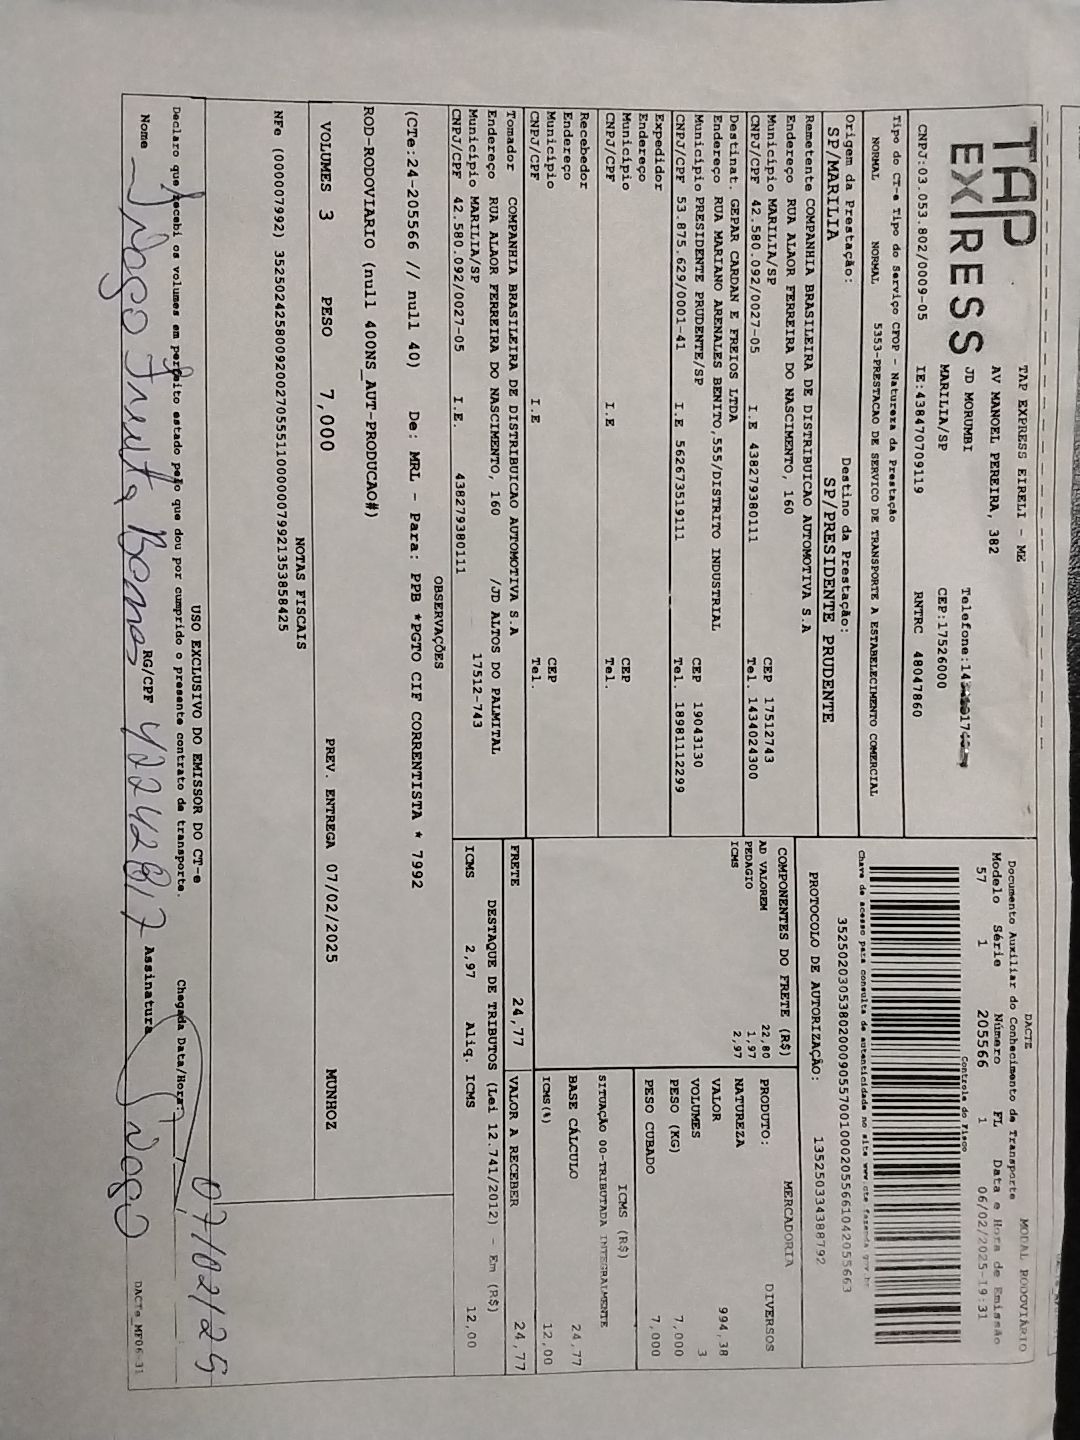 TAP
EXPRESS
TAP EXPRESS EIRELI - ME
AV MANOEL PEREIRA, 382
JD MORUMBI
MARILIA/SP
CEP:17526000
CNPJ:03.053.802/0009-05 IE:438470709119 RNTRC 48047860
DACTE MODAL RODOVIÁRIO
Documento Auxiliar do Conhecimento de Transporte
Modelo Série Número FL Data e Hora de Emissão
57 1 205566 1 06/02/2025-19:31
Controle do Fisco
Chave de acesso para consulta de autenticidade no site www.cte.fazenda.gov.br
35250203053802000905570010002055661042055663
PROTOCOLO DE AUTORIZAÇÃO: 135250334388792
Tipo do CT-e Tipo do Serviço CFOP - Natureza da Prestação
NORMAL NORMAL 5353-PRESTACAO DE SERVICO DE TRANSPORTE A ESTABELECIMENTO COMERCIAL
Origem da Prestação: Destino da Prestação:
SP/MARILIA SP/PRESIDENTE PRUDENTE
Remetente COMPANHIA BRASILEIRA DE DISTRIBUICAO AUTOMOTIVA S.A
Endereço RUA ALAOR FERREIRA DO NASCIMENTO, 160
Município MARILIA/SP CEP 17512743
CNPJ/CPF 42.580.092/0027-05 I.E 438279380111 Tel. 1434024300
Destinat. GEPAR CARDAN E FREIOS LTDA
Endereço RUA MARIANO ARENALES BENITO,555/DISTRITO INDUSTRIAL
Município PRESIDENTE PRUDENTE/SP CEP 19043130
CNPJ/CPF 53.875.629/0001-41 I.E 562673519111 Tel. 18981112299
Expedidor
Endereço
Município CEP
CNPJ/CPF I.E Tel.
Recebedor
Endereço
Município CEP
CNPJ/CPF I.E Tel.
Tomador COMPANHIA BRASILEIRA DE DISTRIBUICAO AUTOMOTIVA S.A
Endereço RUA ALAOR FERREIRA DO NASCIMENTO, 160 /JD ALTOS DO PALMITAL
Município MARILIA/SP 17512-743
CNPJ/CPF 42.580.092/0027-05 I.E. 438279380111
COMPONENTES DO FRETE (R$)
AD VALOREM 22,80
PEDAGIO 1,97
ICMS 2,97
MERCADORIA
PRODUTO: DIVERSOS
NATUREZA
VALOR 994,38
VOLUMES 3
PESO (KG) 7,000
PESO CUBADO 7,000
ICMS (R$)
SITUAÇÃO 00-TRIBUTADA INTEGRALMENTE
BASE CÁLCULO 24,77
ICMS(%) 12,00
FRETE 24,77 VALOR A RECEBER 24,77
DESTAQUE DE TRIBUTOS (Lei 12.741/2012) - Em (R$)
ICMS 2,97 Aliq. ICMS 12,00
OBSERVAÇÕES
(CTe:24-205566 // null 40) De: MRL - Para: PPB *PGTO CIF CORRENTISTA * 7992
ROD-RODOVIARIO (null 400NS_AUT-PRODUCAO#)
VOLUMES 3 PESO 7,000 PREV. ENTREGA 07/02/2025 MUNHOZ
NOTAS FISCAIS
NFe (000007992) 35250242580092002705551100000079921353858425
USO EXCLUSIVO DO EMISSOR DO CT-e
Declaro que recebi os volumes em perfeito estado pelo que dou por cumprido o presente contrato de transporte. Chegada Data/Hora: 07/02/25
Nome RG/CPF 422428817 Assinatura
DACTe_MF06-31